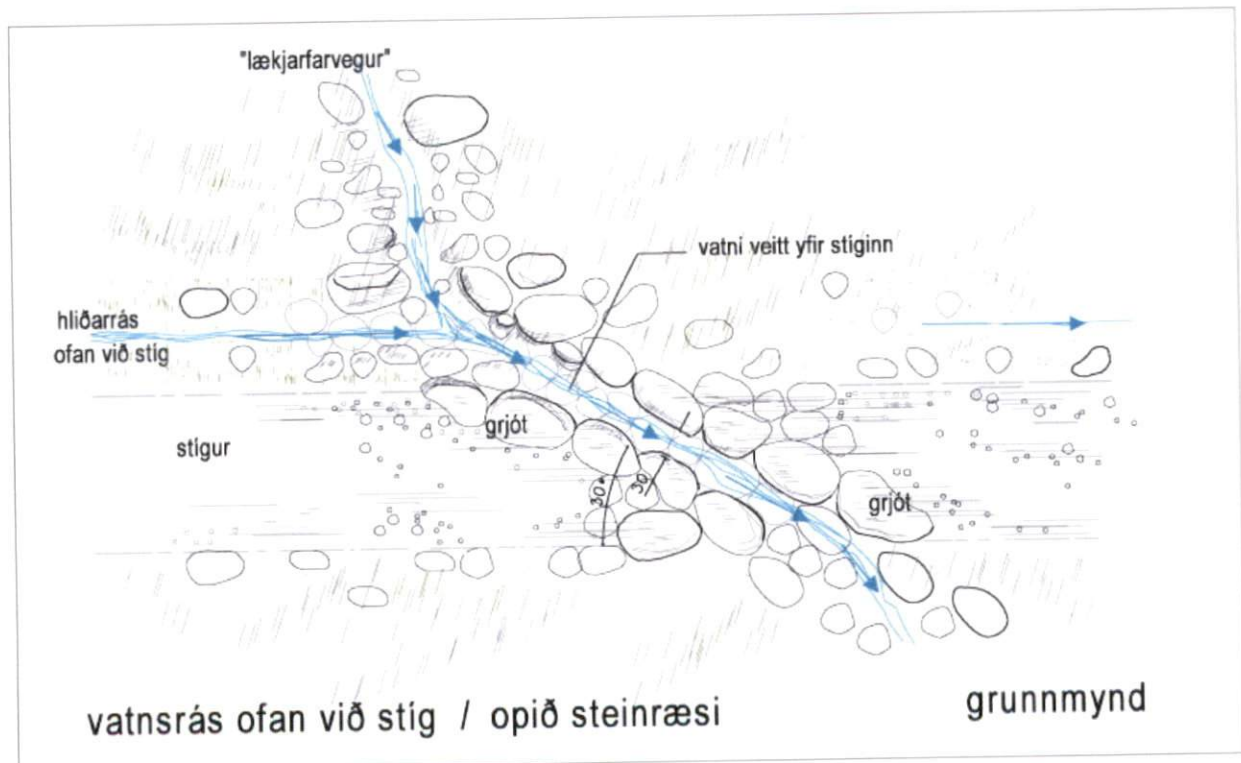 "lækjarfarvegur"
vatni veitt yfir stíginn
hliðarrás
ofan við stíg
stígur
grjót
30°
30
grjót
vatnsrás ofan við stíg / opið steinræsi
grunnmynd